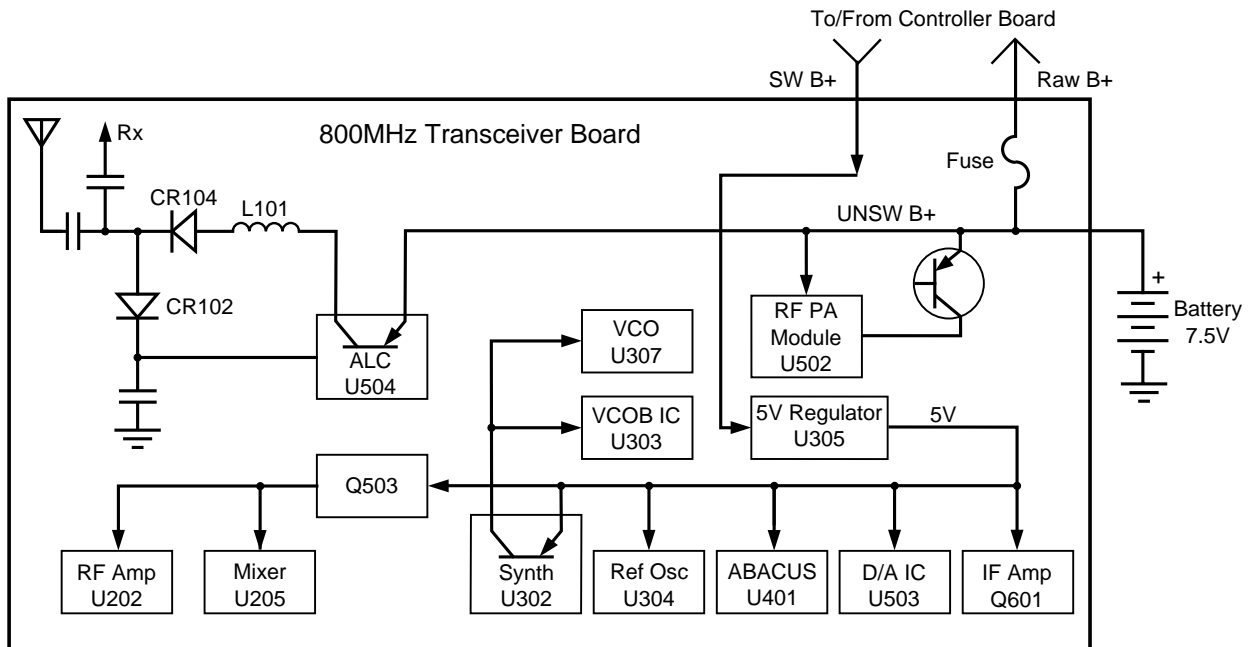 To/From Controller Board
SW B+
Raw B+
800MHz Transceiver Board
Rx
Fuse
CR104
L101
UNSW B+
CR102
+
Battery
7.5V
RF PA
Module
U502
VCO
U307
ALC
U504
VCOB IC
U303
5V Regulator
U305
5V
Q503
RF Amp
U202
Mixer
U205
Synth
U302
Ref Osc
U304
ABACUS
U401
D/A IC
U503
IF Amp
Q601